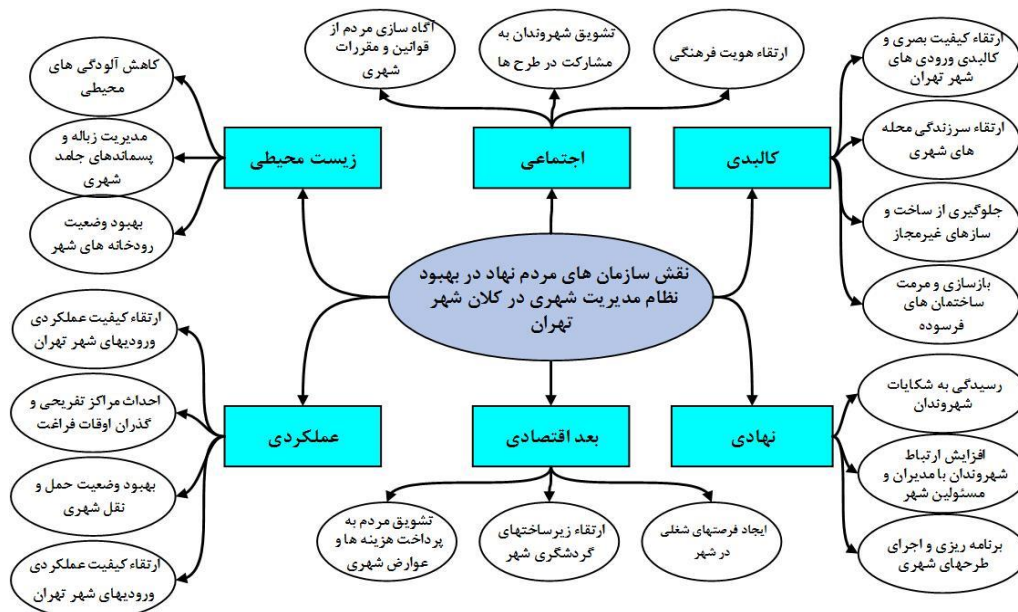 ارتقاء کیفیت بصری و
کالبدی ورودی های
شهر تهران
ارتقاء سرزندگی محله
های شهری
جلوگیری از ساخت و
سازهای غیرمجاز
بازسازی و مرمت
ساختمان های
فرسوده
کالبدی
ارتقاء هویت فرهنگی
تشویق شهروندان به
مشارکت در طرح ها
آگاه سازی مردم از
قوانین و مقررات
شهری
اجتماعی
کاهش آلودگی های
محیطی
مدیریت زباله و
پسماندهای جامد
شهری
بهبود وضعیت
رودخانه های شهر
زیست محیطی
نقش سازمان های مردم نهاد در بهبود
نظام مدیریت شهری در کلان شهر
تهران
نهادی
رسیدگی به شکایات
شهروندان
افزایش ارتباط
شهروندان با مدیران و
مسئولین شهر
برنامه ریزی و اجرای
طرحهای شهری
بعد اقتصادی
ایجاد فرصتهای شغلی
در شهر
ارتقاء زیرساختهای
گردشگری شهر
تشویق مردم به
پرداخت هزینه ها و
عوارض شهری
عملکردی
ارتقاء کیفیت عملکردی
ورودیهای شهر تهران
احداث مراکز تفریحی و
گذران اوقات فراغت
بهبود وضعیت حمل و
نقل شهری
ارتقاء کیفیت عملکردی
ورودیهای شهر تهران